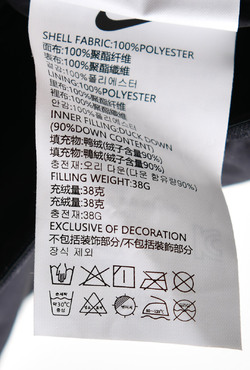 SHELL FABRIC:100%POLYESTER
面布:100%聚酯纤维
表布:100%聚酯纖維
겉감:100%폴리에스터
LINING:100%POLYESTER
里布:100%聚酯纤维
裡布:100%聚酯纖維
안감:100%폴리에스터
INNER FILLING:DUCK DOWN
(90%DOWN CONTENT)
填充物:鸭绒(绒子含量90%)
填充物:鴨絨(絨子含量90%)
충전재:오리 다운(다운 함유량90%)
FILLING WEIGHT:38G
充绒量:38克
充絨量:38克
충전재:38G
EXCLUSIVE OF DECORATION
不包括装饰部分/不包括裝飾部分
장식 제외